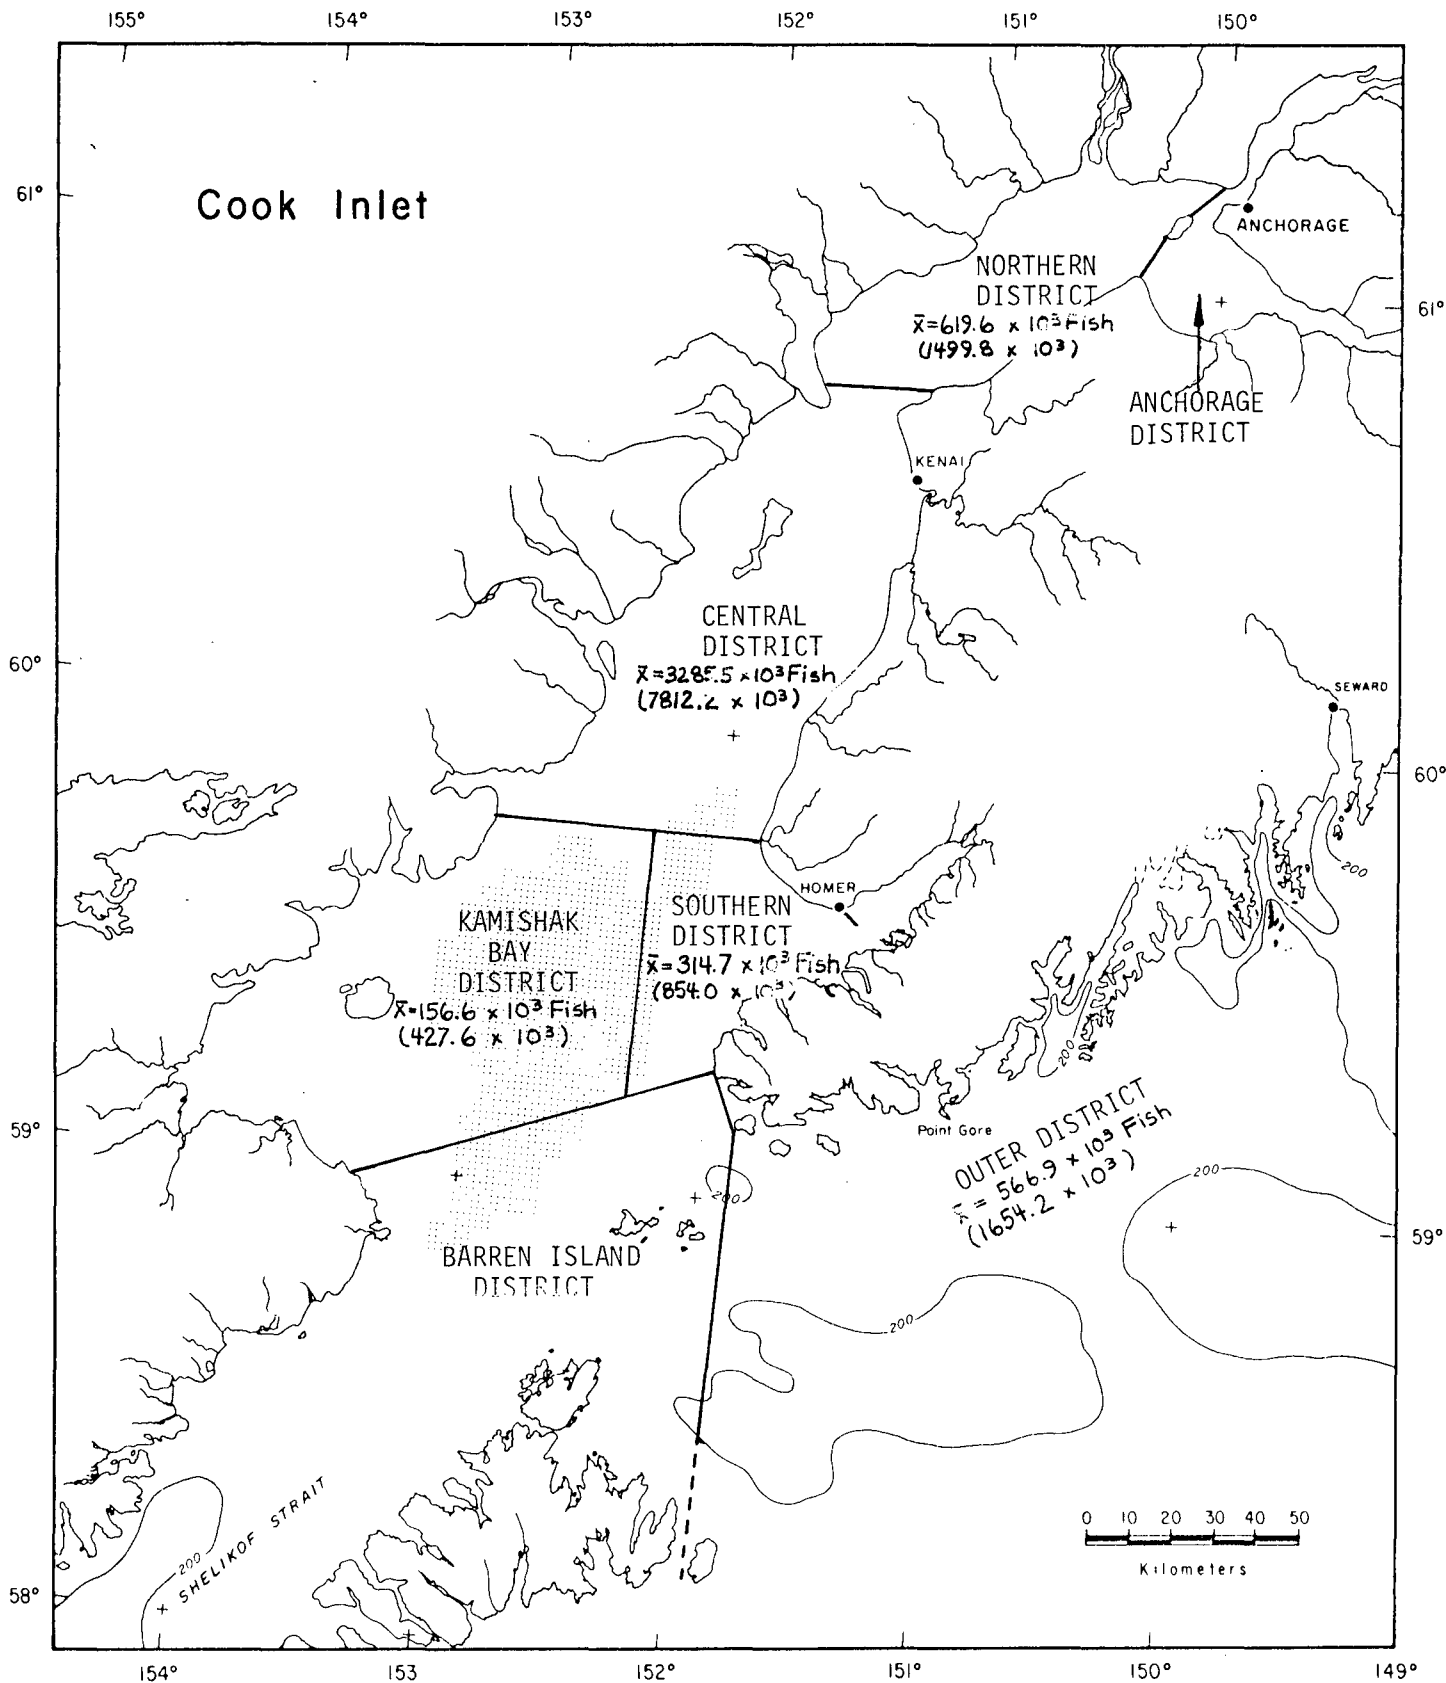 155° 154° 153° 152° 151° 150°
61°
Cook Inlet
ANCHORAGE
NORTHERN
DISTRICT
x̄=619.6 x 10³ Fish
(1499.8 x 10³)
61°
ANCHORAGE
DISTRICT
KENAI
CENTRAL
DISTRICT
x̄=3285.5 x 10³ Fish
(7812.2 x 10³)
60°
SEWARD
60°
200
HOMER
KAMISHAK
BAY
DISTRICT
x̄=156.6 x 10³ Fish
(427.6 x 10³)
SOUTHERN
DISTRICT
x̄=314.7 x 10³ Fish
(854.0 x 10³)
200
59°
Point Gore
OUTER DISTRICT
x̄ = 566.9 x 10³ Fish
(1654.2 x 10³)
200
200
59°
BARREN ISLAND
DISTRICT
200
SHELIKOF STRAIT
200
0 10 20 30 40 50
Kilometers
58°
154° 153 152° 151° 150° 149°